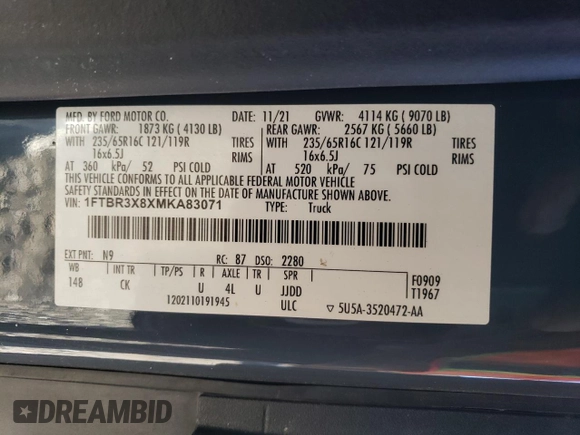 MFD. BY FORD MOTOR CO. DATE: 11/21 GVWR: 4114 KG ( 9070 LB)
FRONT GAWR: 1873 KG ( 4130 LB) REAR GAWR: 2567 KG ( 5660 LB)
WITH 235/65R16C 121/119R TIRES WITH 235/65R16C 121/119R TIRES
16x6.5J RIMS 16x6.5J RIMS
AT 360 kPa/ 52 PSI COLD AT 520 kPa/ 75 PSI COLD
THIS VEHICLE CONFORMS TO ALL APPLICABLE FEDERAL MOTOR VEHICLE
SAFETY STANDARDS IN EFFECT ON THE DATE OF MANUFACTURE SHOWN ABOVE.
VIN: 1FTBR3X8XMKA83071 TYPE: Truck
EXT PNT: N9 RC: 87 DSO: 2280
WB INT TR TP/PS R AXLE TR SPR F0909
148 CK U 4L U JJDD T1967
1202110191945 ULC ▽ 5U5A-3520472-AA
DREAMBID